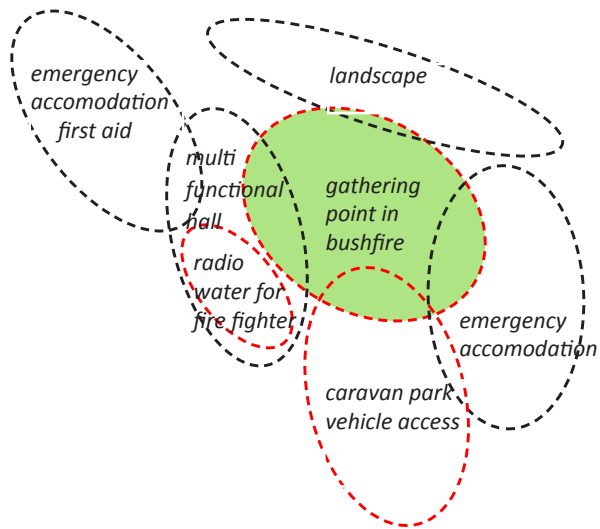 emergency
accomodation
first aid
landscape
multi
functional
hall
gathering
point in
bushfire
radio
water for
fire fighter
emergency
accomodation
caravan park
vehicle access